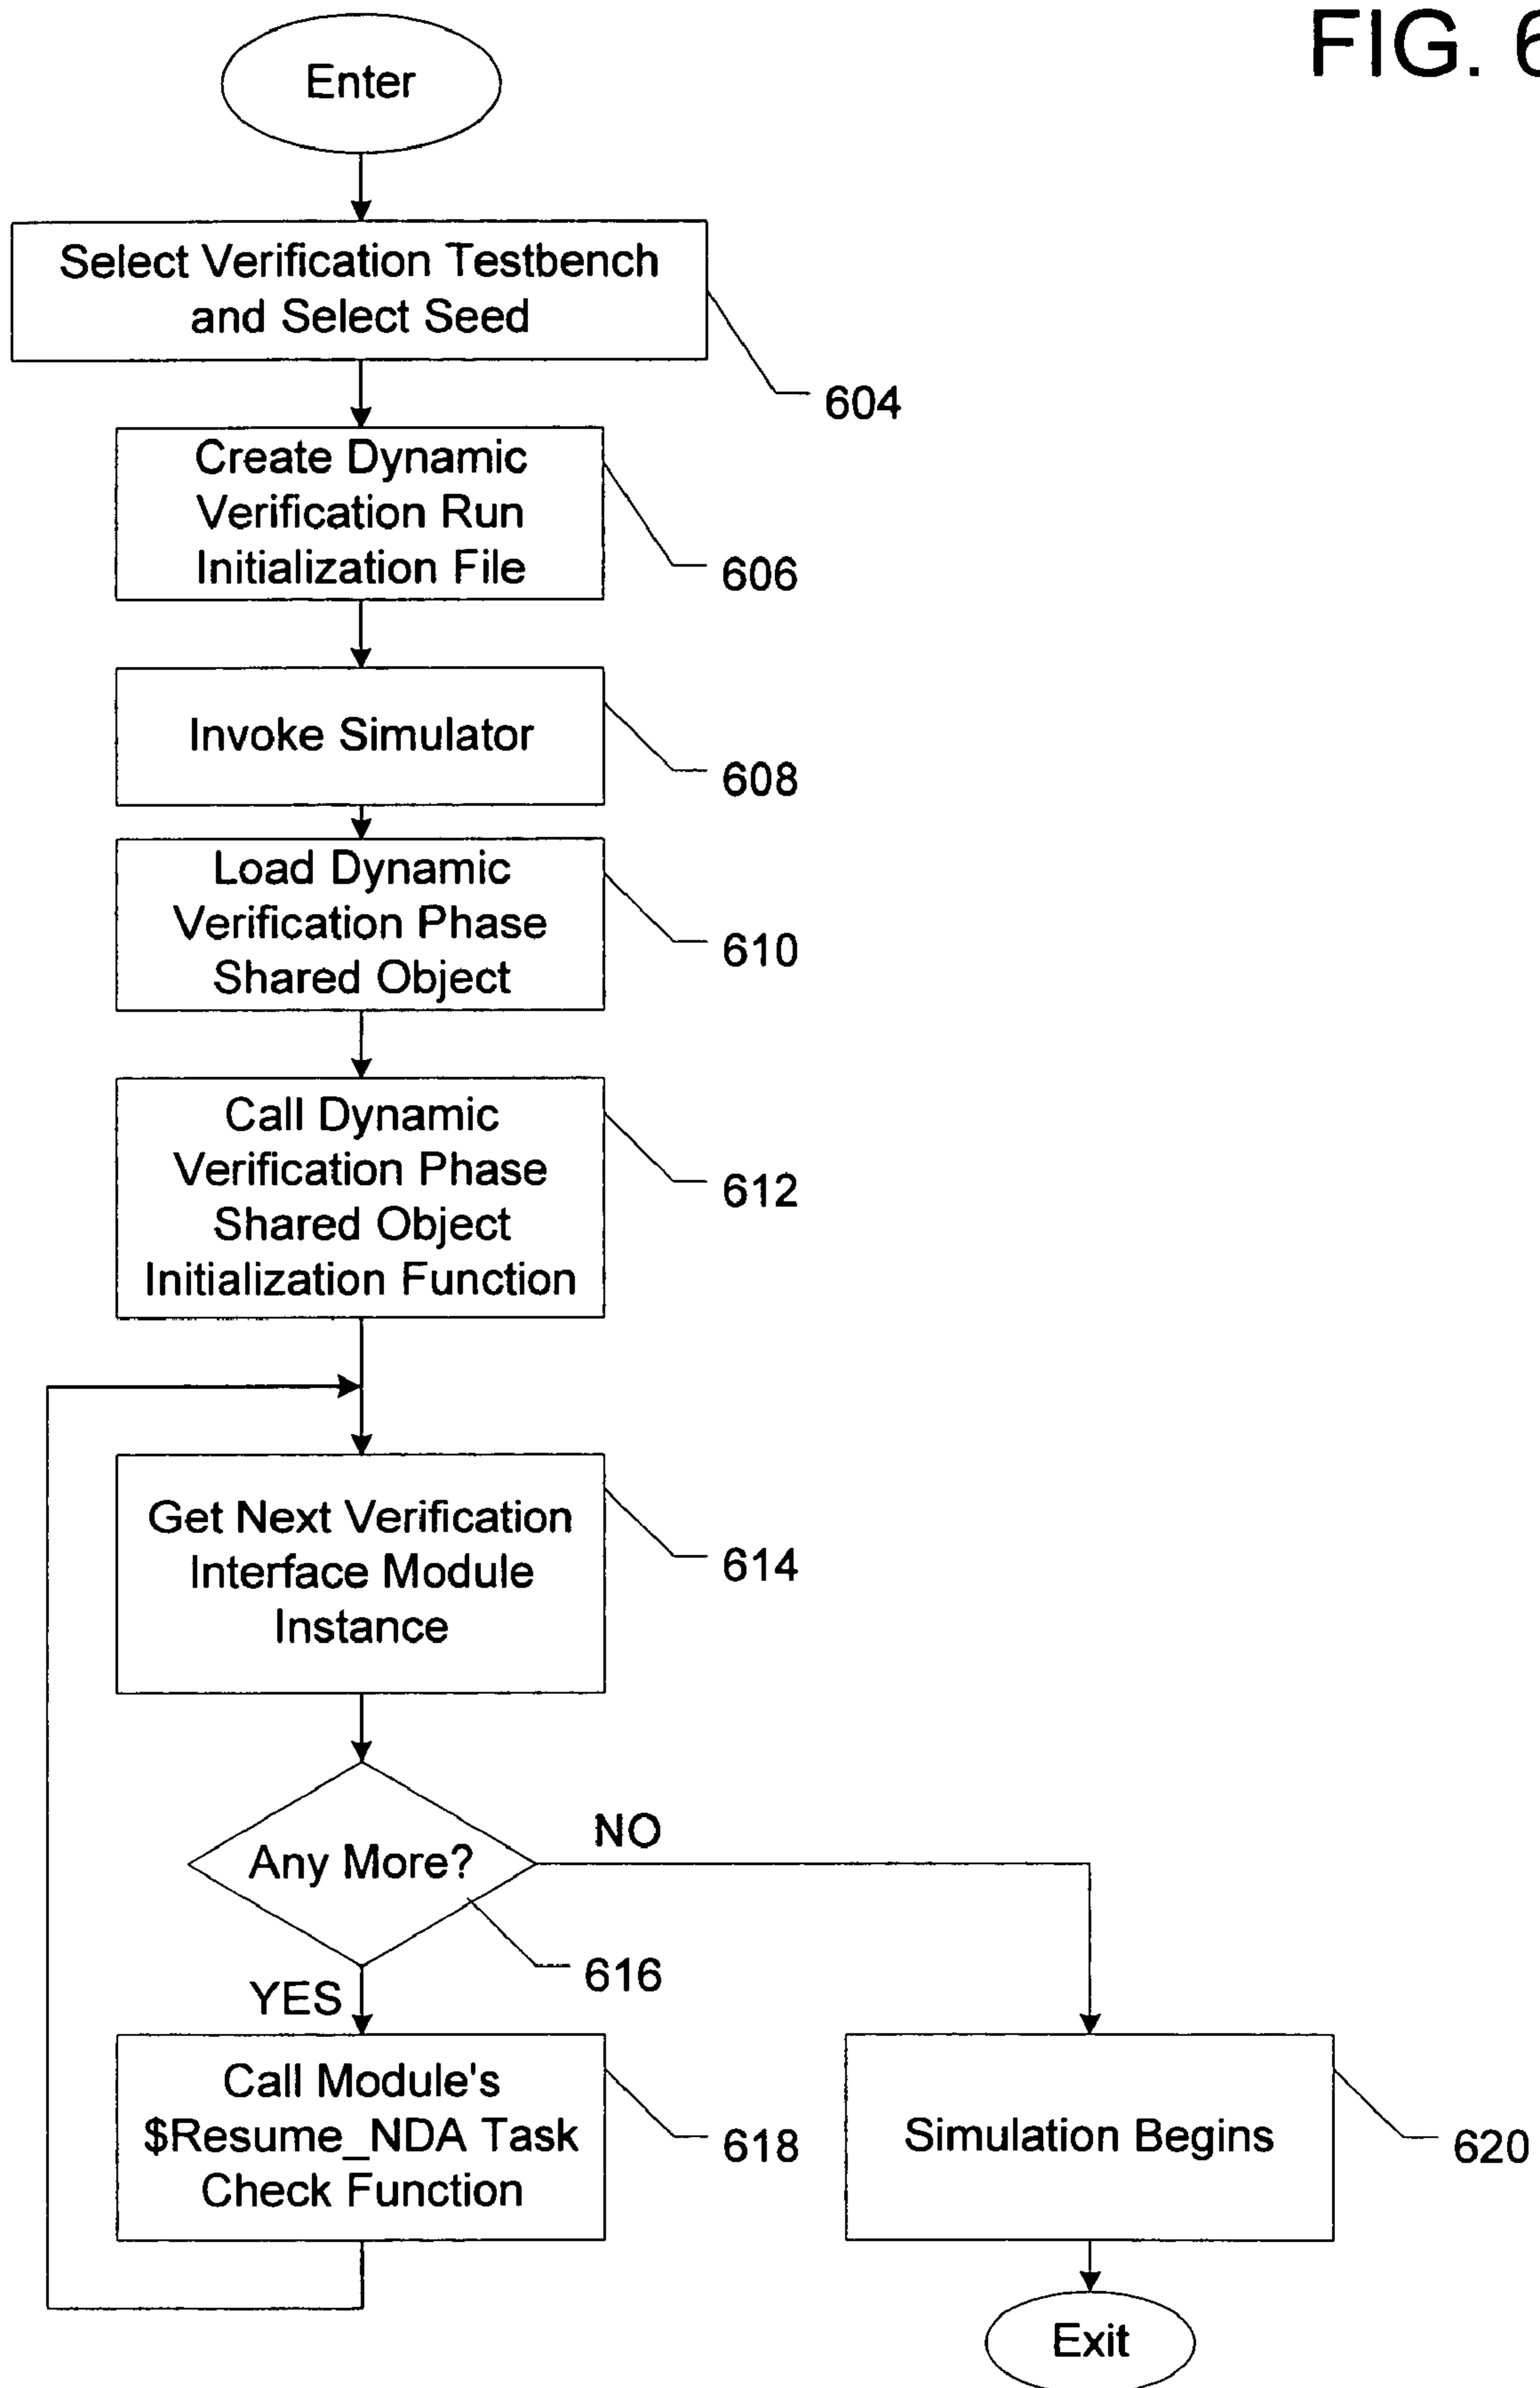 FIG. 6
Enter
Select Verification Testbench
and Select Seed
604
Create Dynamic
Verification Run
Initialization File
606
Invoke Simulator
608
Load Dynamic
Verification Phase
Shared Object
610
Call Dynamic
Verification Phase
Shared Object
Initialization Function
612
Get Next Verification
Interface Module
Instance
614
Any More?
NO
616
YES
Call Module's
$Resume_NDA Task
Check Function
618
Simulation Begins
620
Exit